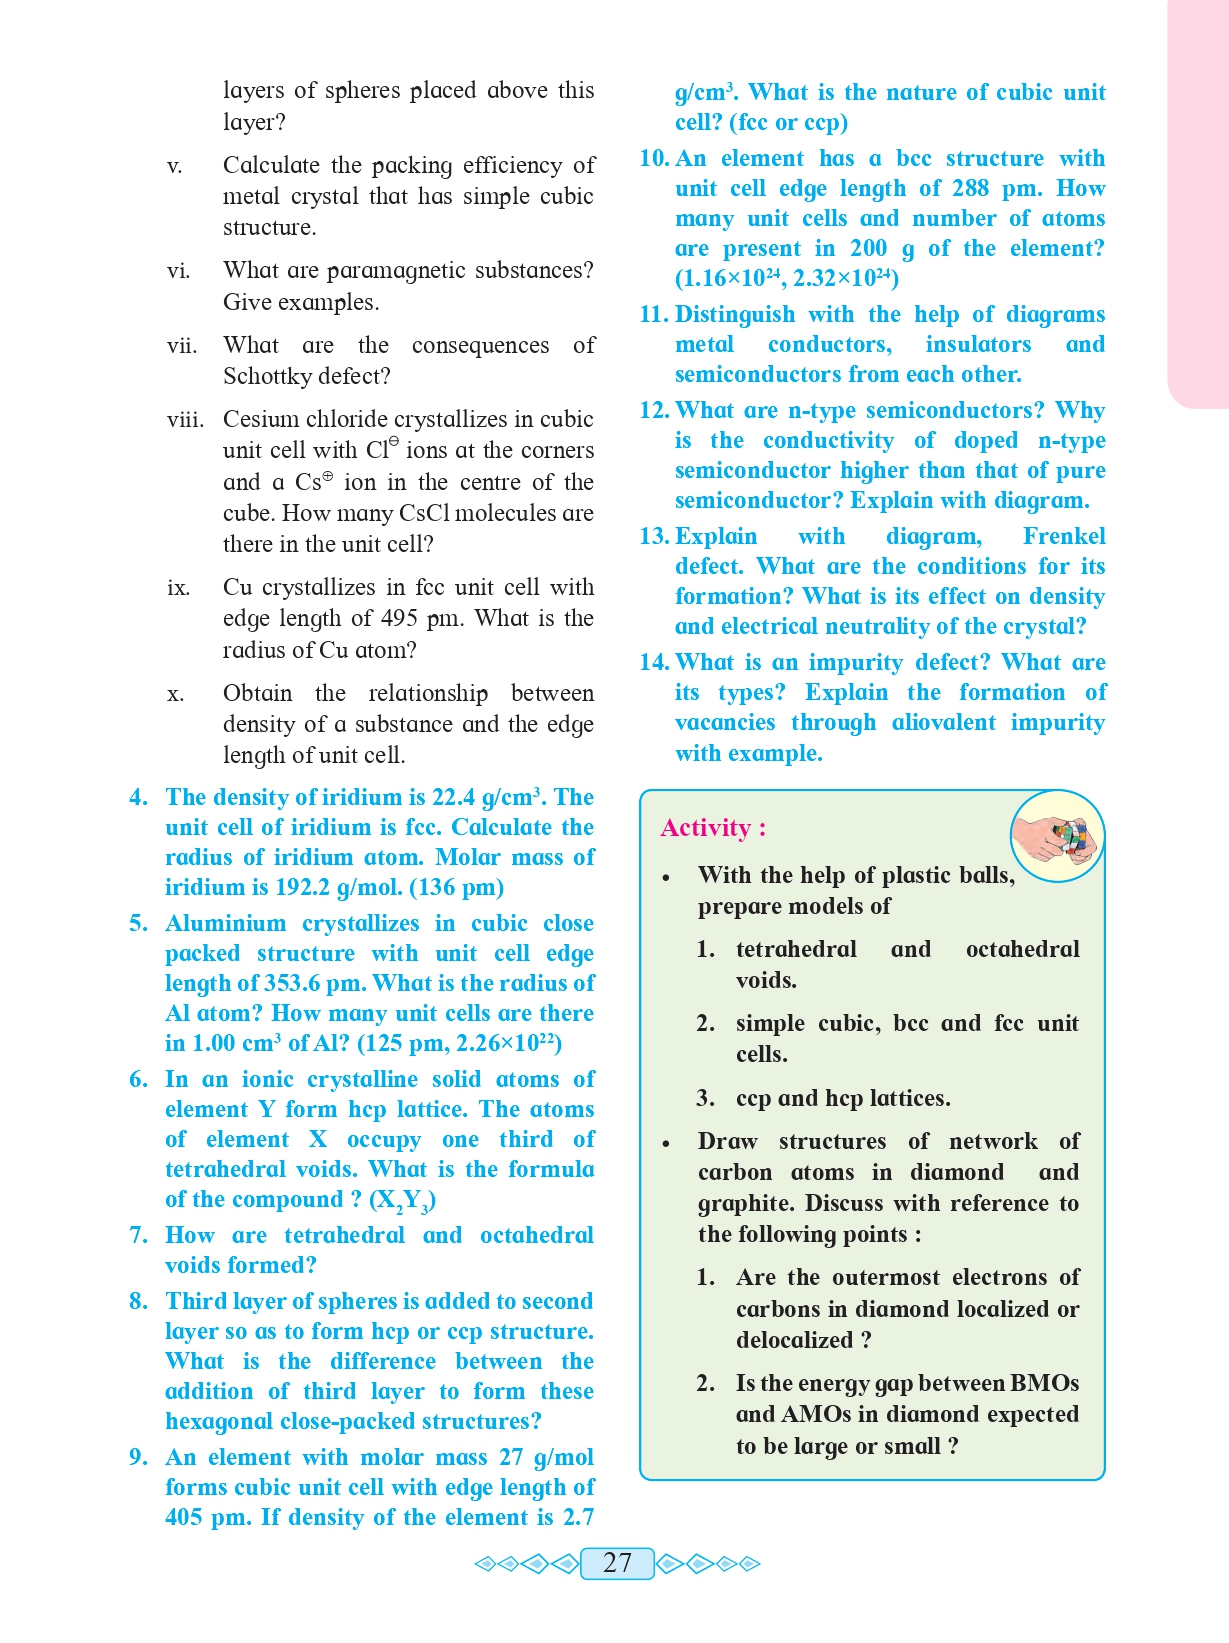 layers of spheres placed above this
layer?
v. Calculate the packing efficiency of
metal crystal that has simple cubic
structure.
vi. What are paramagnetic substances?
Give examples.
vii. What are the consequences of
Schottky defect?
viii. Cesium chloride crystallizes in cubic
unit cell with Cl⊖ ions at the corners
and a Cs⊕ ion in the centre of the
cube. How many CsCl molecules are
there in the unit cell?
ix. Cu crystallizes in fcc unit cell with
edge length of 495 pm. What is the
radius of Cu atom?
x. Obtain the relationship between
density of a substance and the edge
length of unit cell.
4. The density of iridium is 22.4 g/cm³. The
unit cell of iridium is fcc. Calculate the
radius of iridium atom. Molar mass of
iridium is 192.2 g/mol. (136 pm)
5. Aluminium crystallizes in cubic close
packed structure with unit cell edge
length of 353.6 pm. What is the radius of
Al atom? How many unit cells are there
in 1.00 cm³ of Al? (125 pm, 2.26×10²²)
6. In an ionic crystalline solid atoms of
element Y form hcp lattice. The atoms
of element X occupy one third of
tetrahedral voids. What is the formula
of the compound ? (X₂Y₃)
7. How are tetrahedral and octahedral
voids formed?
8. Third layer of spheres is added to second
layer so as to form hcp or ccp structure.
What is the difference between the
addition of third layer to form these
hexagonal close-packed structures?
9. An element with molar mass 27 g/mol
forms cubic unit cell with edge length of
405 pm. If density of the element is 2.7
g/cm³. What is the nature of cubic unit
cell? (fcc or ccp)
10. An element has a bcc structure with
unit cell edge length of 288 pm. How
many unit cells and number of atoms
are present in 200 g of the element?
(1.16×10²⁴, 2.32×10²⁴)
11. Distinguish with the help of diagrams
metal conductors, insulators and
semiconductors from each other.
12. What are n-type semiconductors? Why
is the conductivity of doped n-type
semiconductor higher than that of pure
semiconductor? Explain with diagram.
13. Explain with diagram, Frenkel
defect. What are the conditions for its
formation? What is its effect on density
and electrical neutrality of the crystal?
14. What is an impurity defect? What are
its types? Explain the formation of
vacancies through aliovalent impurity
with example.
Activity :
• With the help of plastic balls,
prepare models of
1. tetrahedral and octahedral
voids.
2. simple cubic, bcc and fcc unit
cells.
3. ccp and hcp lattices.
• Draw structures of network of
carbon atoms in diamond and
graphite. Discuss with reference to
the following points :
1. Are the outermost electrons of
carbons in diamond localized or
delocalized ?
2. Is the energy gap between BMOs
and AMOs in diamond expected
to be large or small ?
27